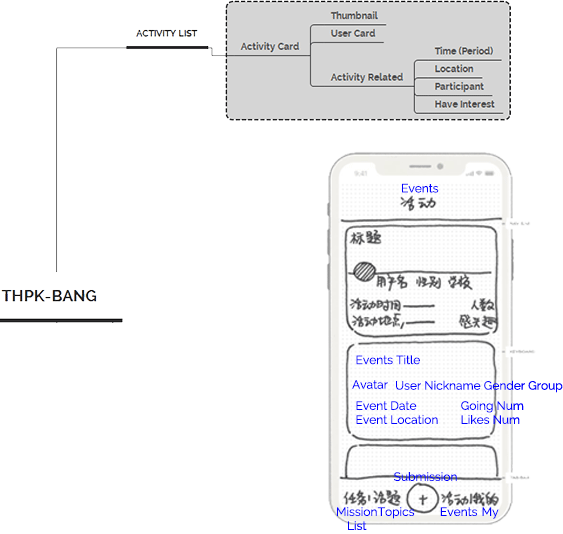 ACTIVITY LIST
Activity Card
Thumbnail
User Card
Activity Related
Time (Period)
Location
Participant
Have Interest
THPK-BANG
9:41
Events
活动
标题
用户名 性别 学校
活动时间 人数
活动地点 感兴趣
Events Title
Avatar User Nickname Gender Group
Event Date Going Num
Event Location Likes Num
Submission
任务 话题 + 活动 我的
Mission Topics Events My
List